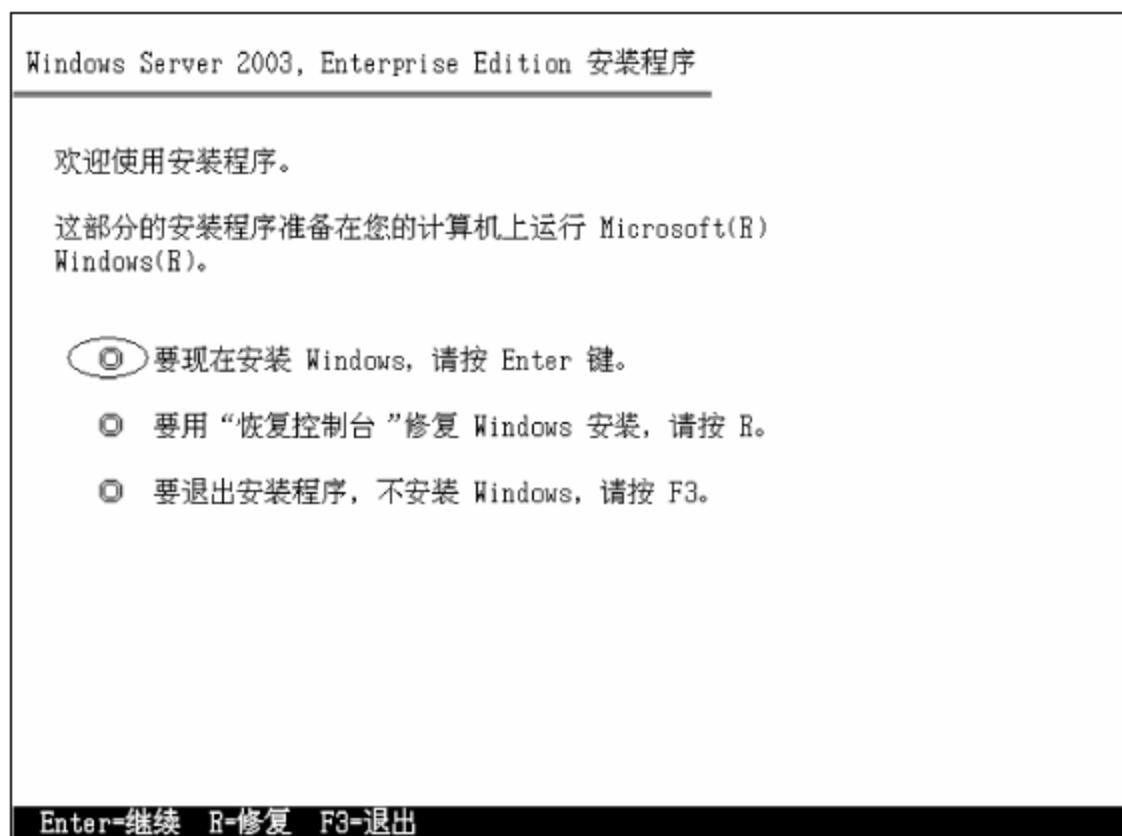 Windows Server 2003, Enterprise Edition 安装程序
欢迎使用安装程序。
这部分的安装程序准备在您的计算机上运行 Microsoft(R)
Windows(R)。
◎ 要现在安装 Windows，请按 Enter 键。
◎ 要用“恢复控制台”修复 Windows 安装，请按 R。
◎ 要退出安装程序，不安装 Windows，请按 F3。
Enter=继续 R=修复 F3=退出